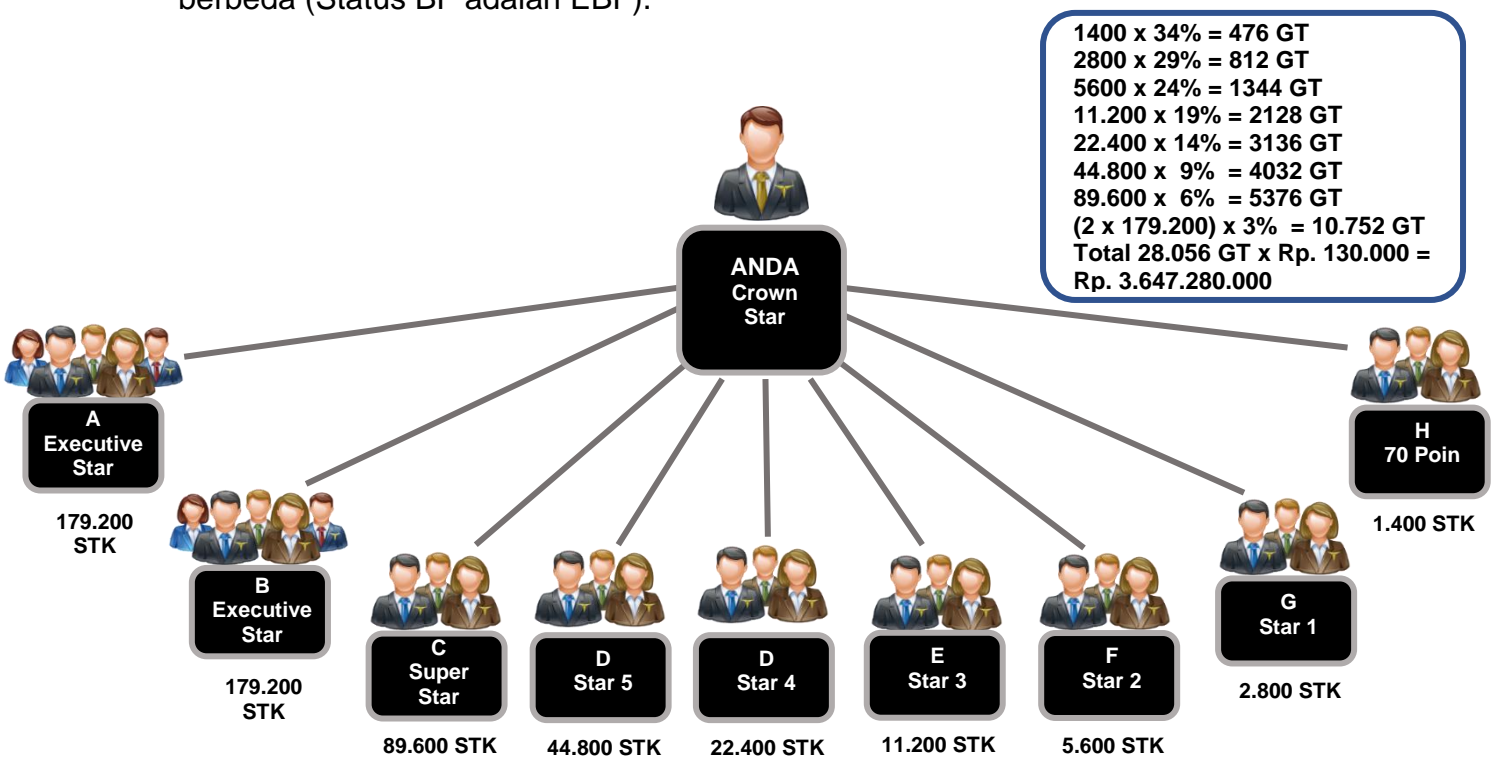 berbeda (Status BP adalah EBP).
1400 x 34% = 476 GT
2800 x 29% = 812 GT
5600 x 24% = 1344 GT
11.200 x 19% = 2128 GT
22.400 x 14% = 3136 GT
44.800 x 9% = 4032 GT
89.600 x 6% = 5376 GT
(2 x 179.200) x 3% = 10.752 GT
Total 28.056 GT x Rp. 130.000 =
Rp. 3.647.280.000
ANDA
Crown
Star
A
Executive
Star
179.200
STK
B
Executive
Star
179.200
STK
C
Super
Star
89.600 STK
D
Star 5
44.800 STK
D
Star 4
22.400 STK
E
Star 3
11.200 STK
F
Star 2
5.600 STK
G
Star 1
2.800 STK
H
70 Poin
1.400 STK